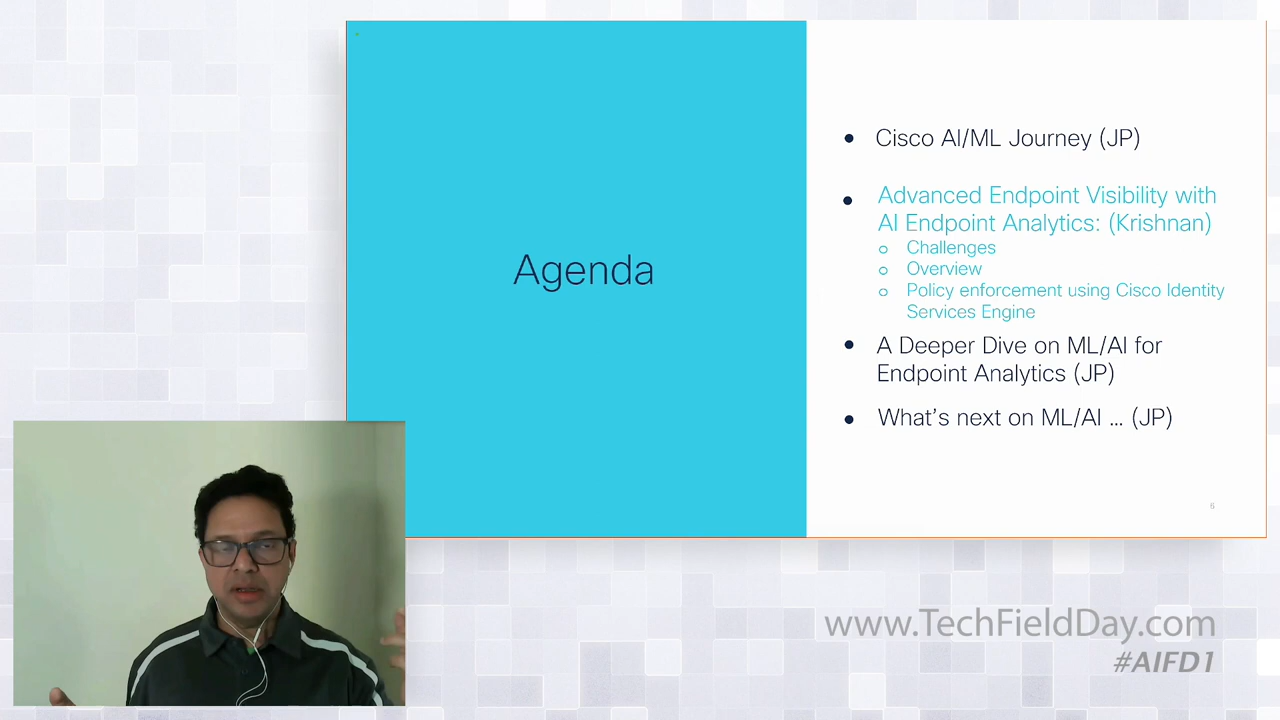 Agenda
Cisco AI/ML Journey (JP)
Advanced Endpoint Visibility with
AI Endpoint Analytics: (Krishnan)
Challenges
Overview
Policy enforcement using Cisco Identity
Services Engine
A Deeper Dive on ML/AI for
Endpoint Analytics (JP)
What's next on ML/AI ... (JP)
6
www.TechFieldDay.com
#AIFD1